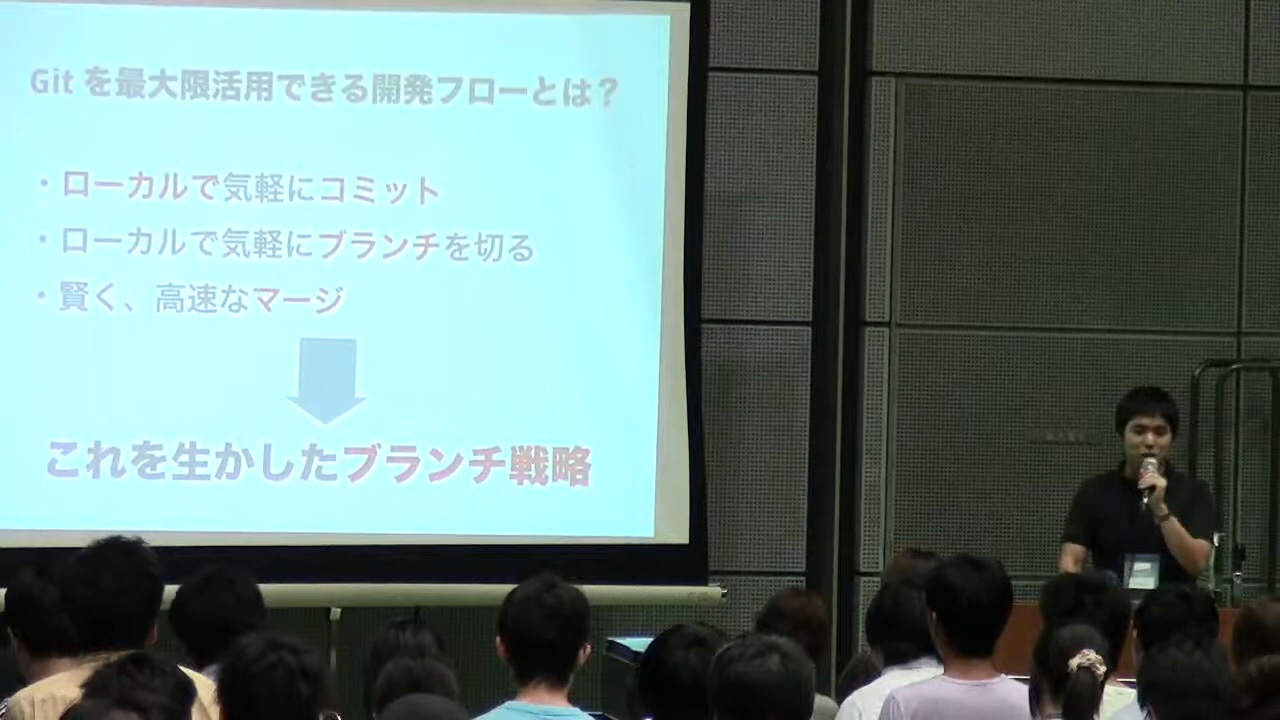 Git を最大限活用できる開発フローとは？
・ローカルで気軽にコミット
・ローカルで気軽にブランチを切る
・賢く、高速なマージ
これを生かしたブランチ戦略